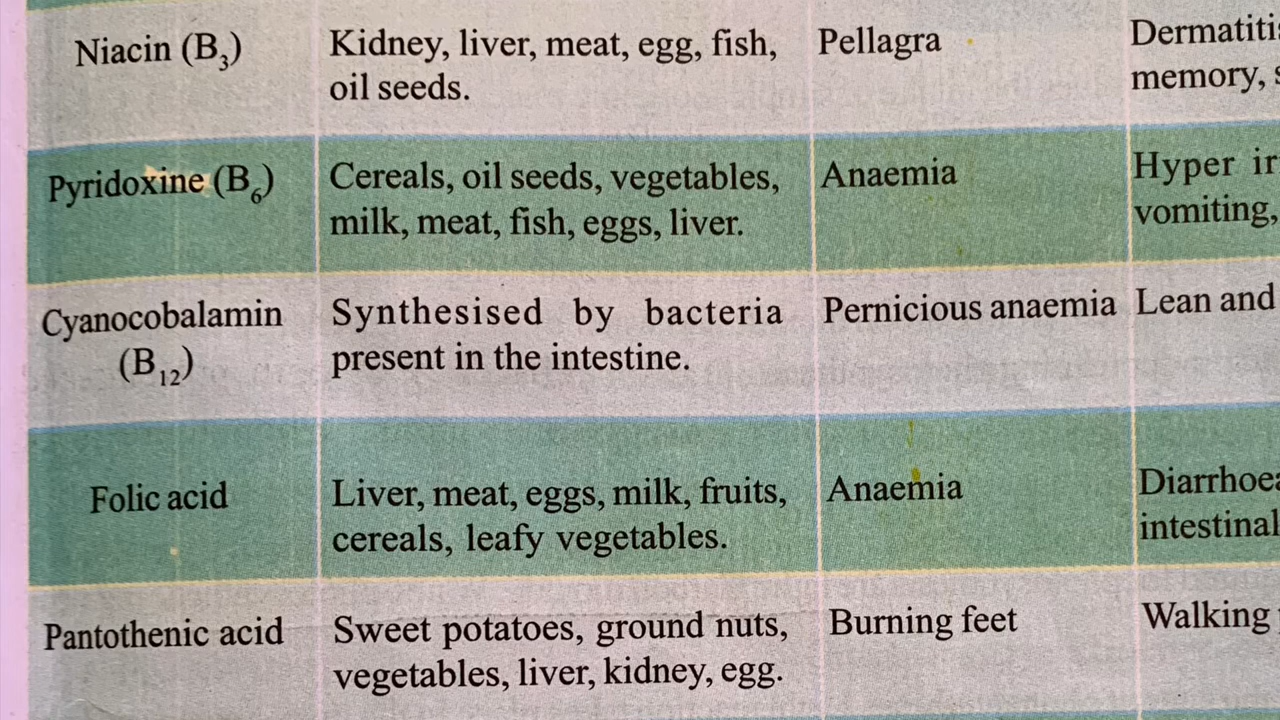 Niacin (B3)
Kidney, liver, meat, egg, fish,
oil seeds.
Pellagra
memory,
Pyridoxine (B6)
Cereals, oil seeds, vegetables,
milk, meat, fish, eggs, liver.
Anaemia
Hyper
vomiting,
Cyanocobalamin
(B12)
Synthesised by bacteria
present in the intestine.
Pernicious anaemia
Lean and
Folic acid
Liver, meat, eggs, milk, fruits,
cereals, leafy vegetables.
Anaemia
intestinal
Pantothenic acid
Sweet potatoes, ground nuts,
vegetables, liver, kidney, egg.
Burning feet
Walking